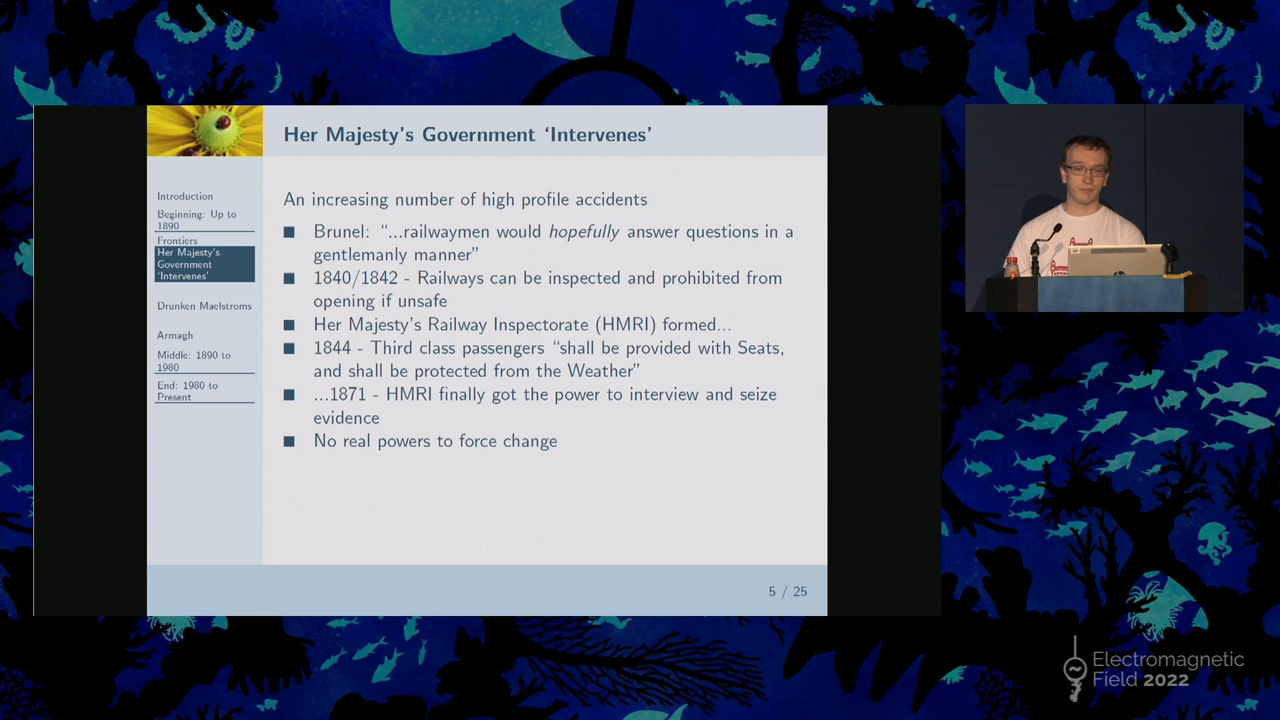 Her Majesty's Government 'Intervenes'
Introduction
Beginning: Up to
1890
Frontiers
Her Majesty's
Government
'Intervenes'
Drunken Maelstroms
Armagh
Middle: 1890 to
1980
End: 1980 to
Present
An increasing number of high profile accidents
■ Brunel: “...railwaymen would hopefully answer questions in a
gentlemanly manner”
■ 1840/1842 - Railways can be inspected and prohibited from
opening if unsafe
■ Her Majesty's Railway Inspectorate (HMRI) formed...
■ 1844 - Third class passengers “shall be provided with Seats,
and shall be protected from the Weather”
■ ...1871 - HMRI finally got the power to interview and seize
evidence
■ No real powers to force change
5 / 25
Electromagnetic
Field 2022